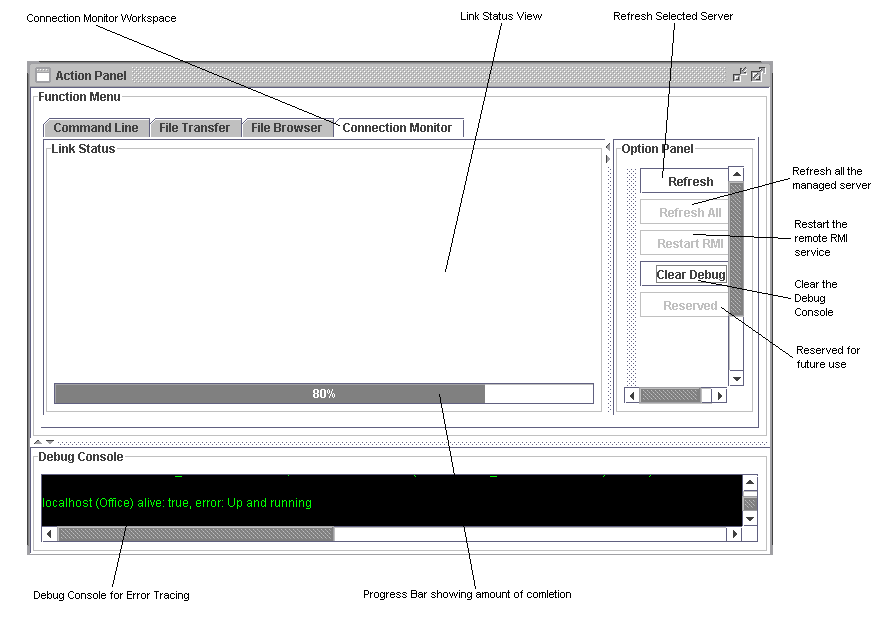 Connection Monitor Workspace
Link Status View
Refresh Selected Server
Action Panel
Function Menu
Command Line
File Transfer
File Browser
Connection Monitor
Link Status
Option Panel
Refresh
Refresh All
Restart RMI
Clear Debug
Reserved
Refresh all the
managed server
Restart the
remote RMI
service
Clear the
Debug
Console
Reserved for
future use
80%
Debug Console
localhost (Office) alive: true, error: Up and running
Debug Console for Error Tracing
Progress Bar showing amount of comletion